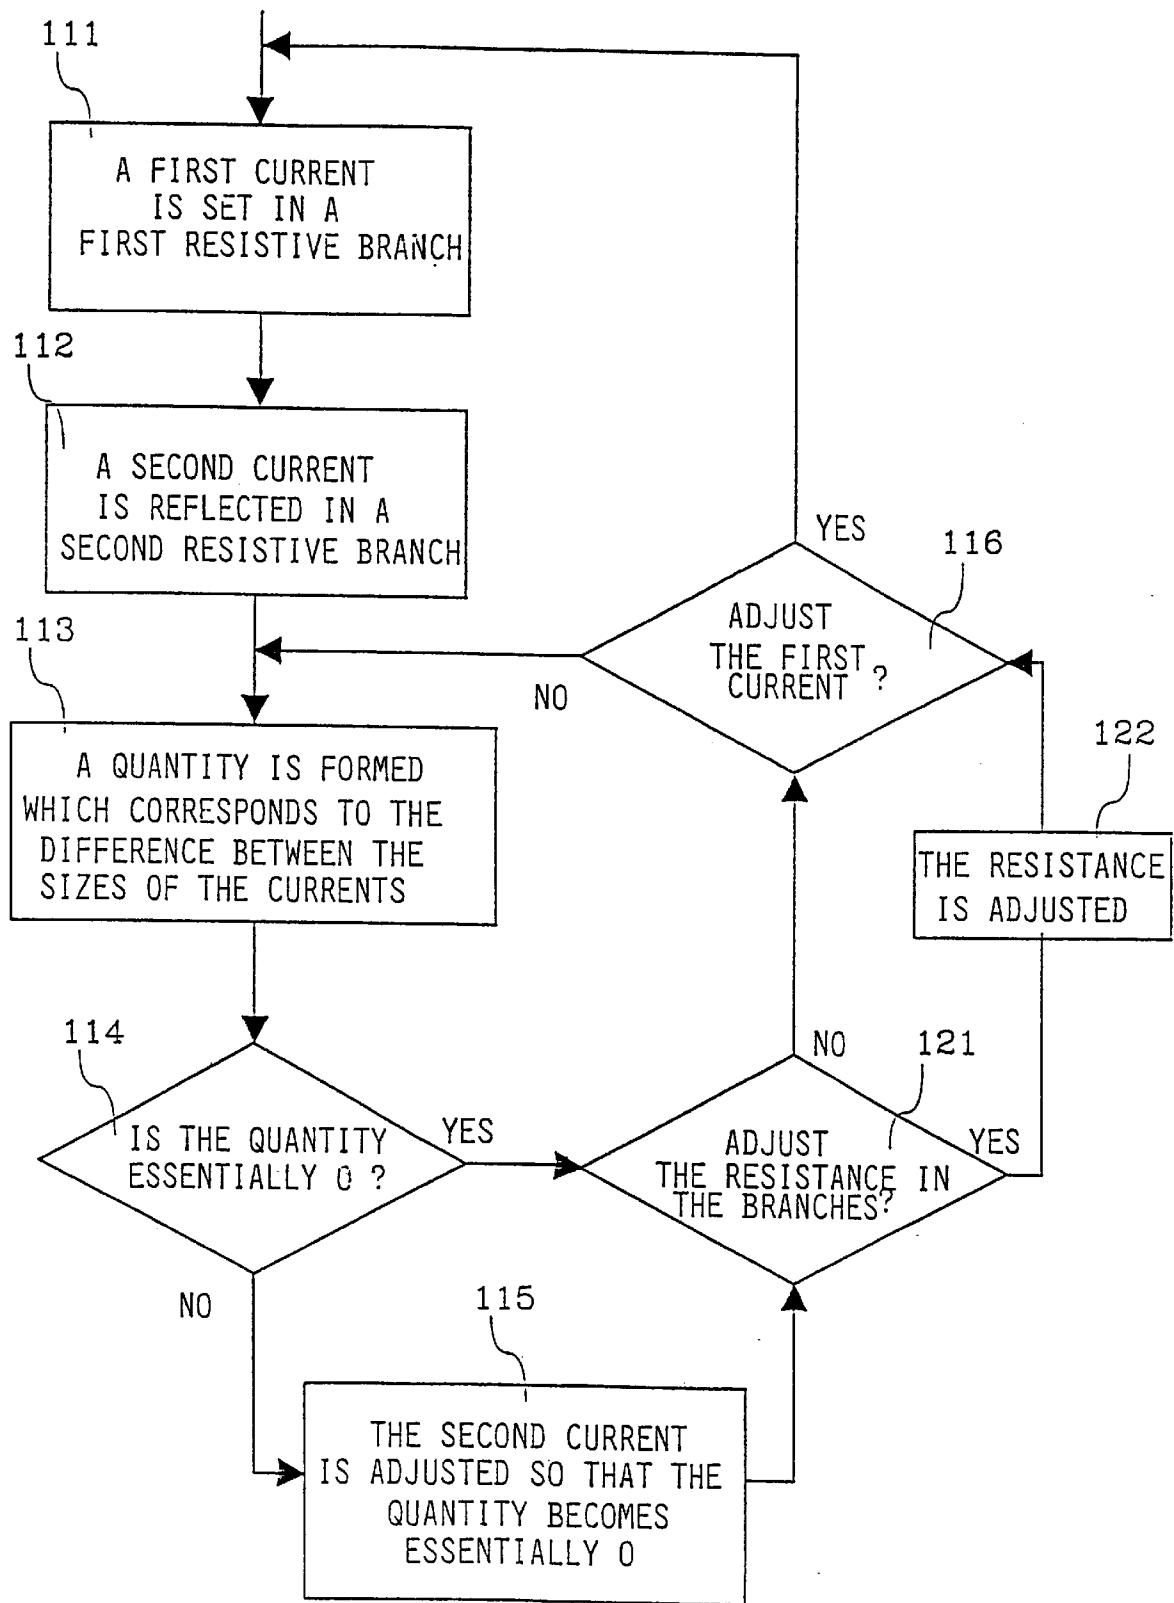 111
A FIRST CURRENT
IS SET IN A
FIRST RESISTIVE BRANCH
112
A SECOND CURRENT
IS REFLECTED IN A
SECOND RESISTIVE BRANCH
YES
116
ADJUST
THE FIRST
CURRENT ?
NO
113
A QUANTITY IS FORMED
WHICH CORRESPONDS TO THE
DIFFERENCE BETWEEN THE
SIZES OF THE CURRENTS
122
THE RESISTANCE
IS ADJUSTED
114
IS THE QUANTITY
ESSENTIALLY 0 ?
YES
NO
NO
121
ADJUST
THE RESISTANCE IN
THE BRANCHES?
YES
115
THE SECOND CURRENT
IS ADJUSTED SO THAT THE
QUANTITY BECOMES
ESSENTIALLY 0